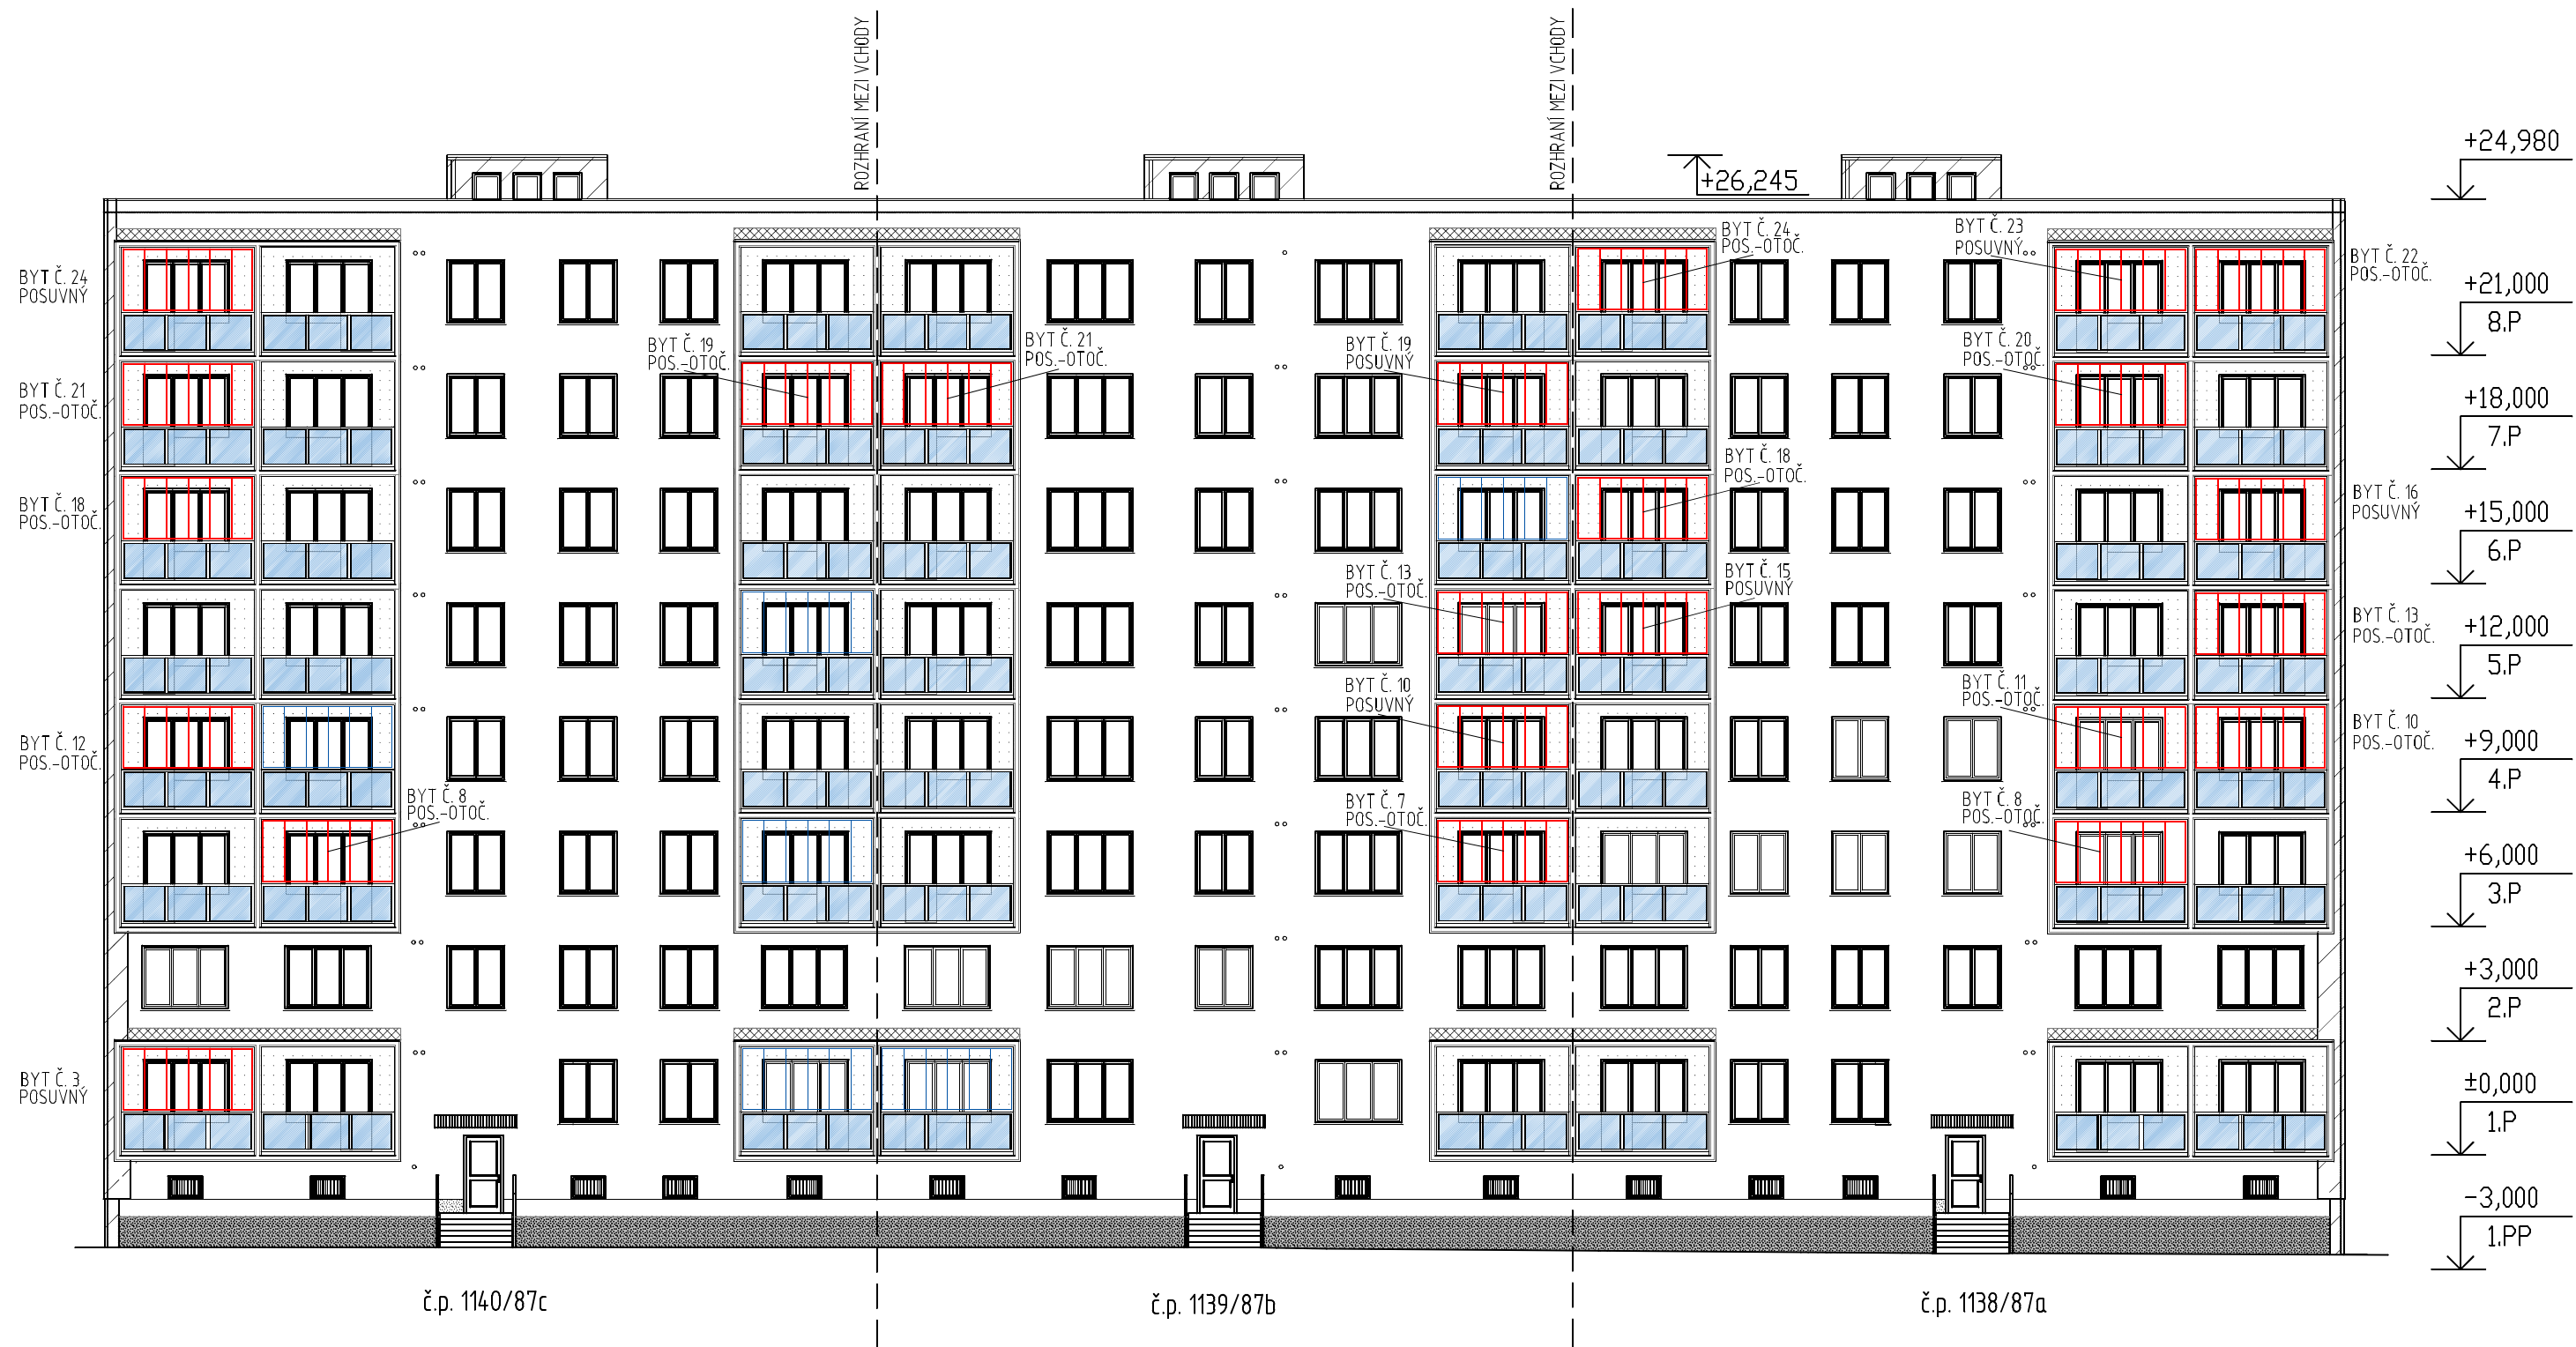 ROZHRANÍ MEZI VCHODY
ROZHRANÍ MEZI VCHODY
+24,980
+26,245
BYT Č. 24
POSUVNÝ
BYT Č. 24
POS.-OTOČ.
BYT Č. 23
POSUVNÝ
BYT Č. 22
POS.-OTOČ.
+21,000
8.P
BYT Č. 21
POS.-OTOČ.
BYT Č. 19
POS.-OTOČ.
BYT Č. 21
POS.-OTOČ.
BYT Č. 19
POSUVNÝ
BYT Č. 20
POS.-OTOČ.
+18,000
7.P
BYT Č. 18
POS.-OTOČ.
BYT Č. 18
POS.-OTOČ.
BYT Č. 16
POSUVNÝ
+15,000
6.P
BYT Č. 13
POS.-OTOČ.
BYT Č. 15
POSUVNÝ
BYT Č. 13
POS.-OTOČ.
+12,000
5.P
BYT Č. 12
POS.-OTOČ.
BYT Č. 10
POSUVNÝ
BYT Č. 11
POS.-OTOČ.
BYT Č. 10
POS.-OTOČ.
+9,000
4.P
BYT Č. 8
POS.-OTOČ.
BYT Č. 7
POS.-OTOČ.
BYT Č. 8
POS.-OTOČ.
+6,000
3.P
+3,000
2.P
BYT Č. 3
POSUVNÝ
±0,000
1.P
-3,000
1.PP
č.p. 1140/87c
č.p. 1139/87b
č.p. 1138/87a